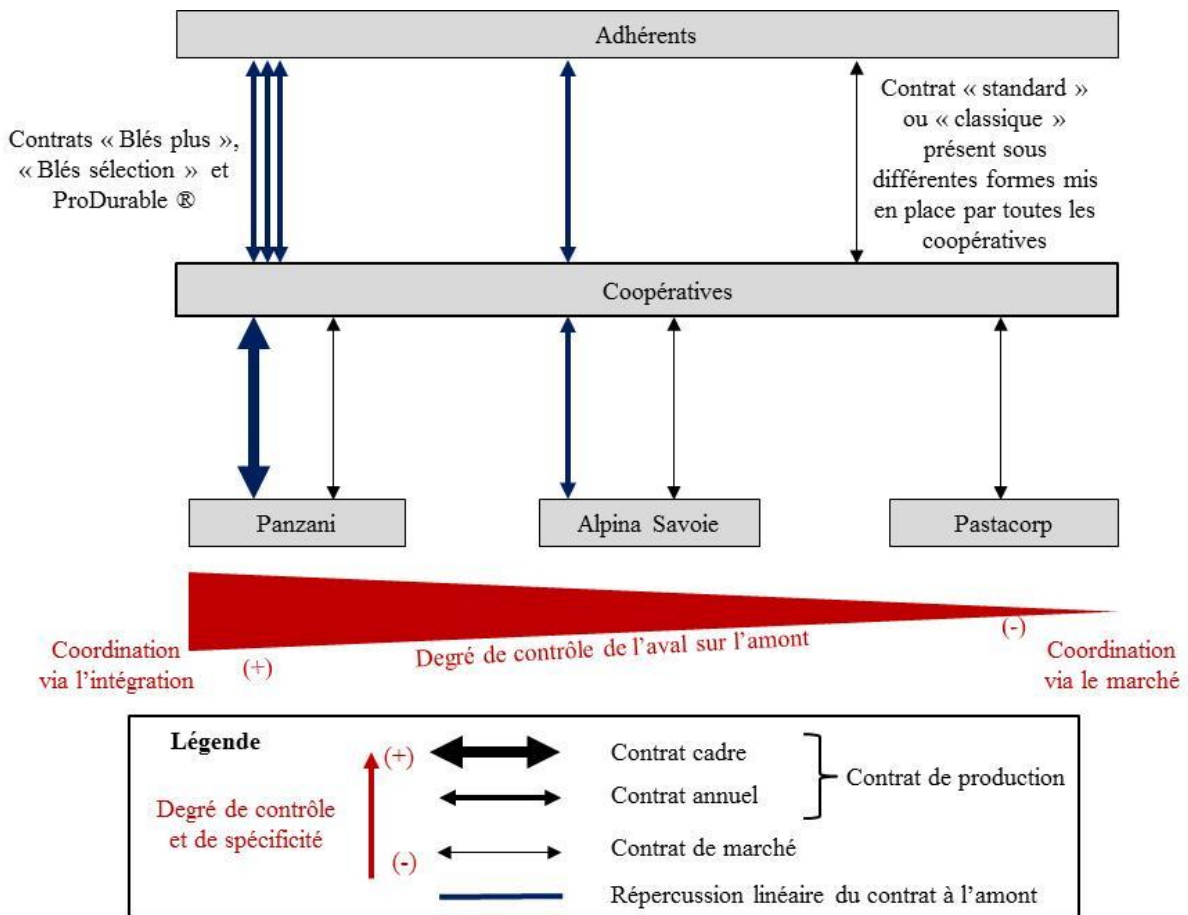 Adhérents
Contrats « Blés plus »,
« Blés sélection » et
ProDurable ®
Contrat « standard »
ou « classique »
présent sous
différentes formes mis
en place par toutes les
coopératives
Coopératives
Panzani
Alpina Savoie
Pastacorp
Coordination
via l’intégration
(+)
Degré de contrôle de l’aval sur l’amont
(-)
Coordination
via le marché
Légende
Degré de contrôle
et de spécificité
(+)
(-)
Contrat cadre
Contrat annuel
Contrat de production
Contrat de marché
Répercussion linéaire du contrat à l’amont